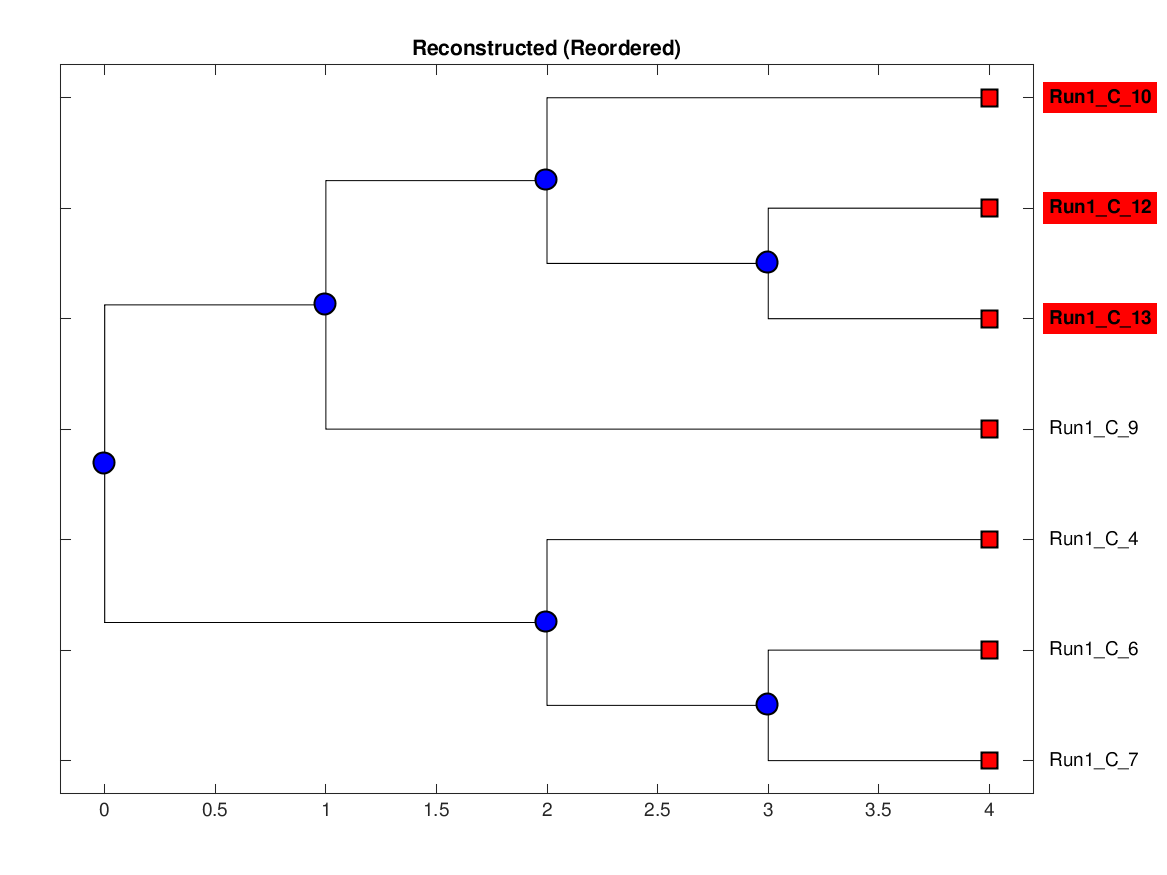 Reconstructed (Reordered)
Run1_C_10
Run1_C_12
Run1_C_13
Run1_C_9
Run1_C_4
Run1_C_6
Run1_C_7
0 0.5 1 1.5 2 2.5 3 3.5 4